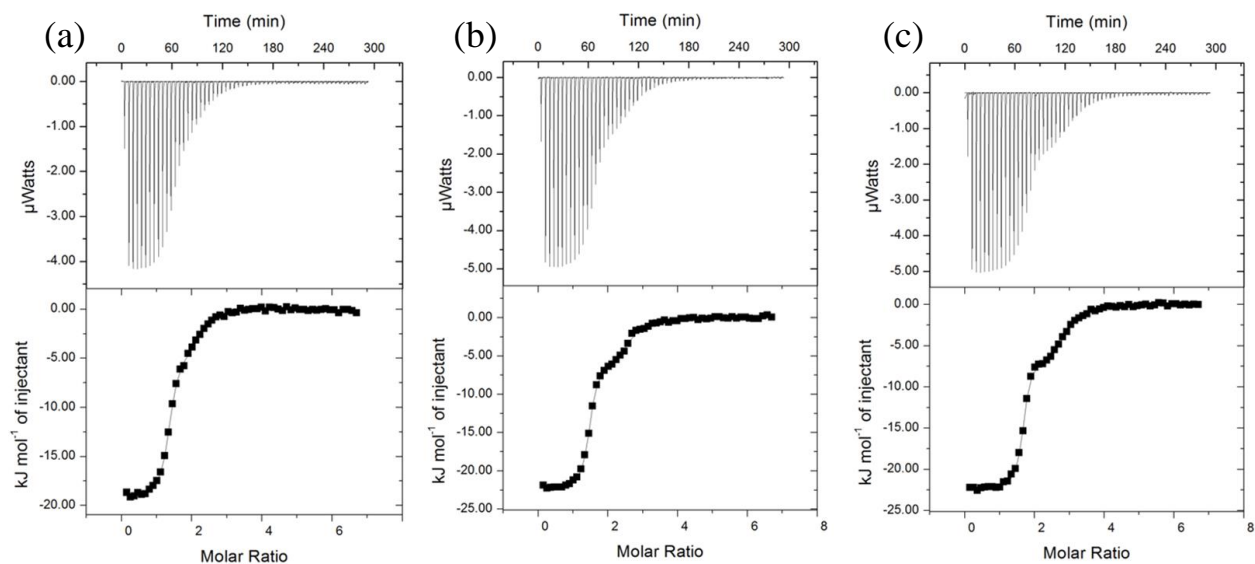 (a)
Time (min)
0 60 120 180 240 300
0.00
-1.00
-2.00
-3.00
-4.00
µWatts
0.00
-5.00
-10.00
-15.00
-20.00
kJ mol⁻¹ of injectant
0 2 4 6
Molar Ratio
(b)
Time (min)
0 60 120 180 240 300
0.00
-1.00
-2.00
-3.00
-4.00
-5.00
µWatts
0.00
-5.00
-10.00
-15.00
-20.00
-25.00
kJ mol⁻¹ of injectant
0 2 4 6 8
Molar Ratio
(c)
Time (min)
0 60 120 180 240 300
0.00
-1.00
-2.00
-3.00
-4.00
-5.00
µWatts
0.00
-5.00
-10.00
-15.00
-20.00
-25.00
kJ mol⁻¹ of injectant
0 2 4 6 8
Molar Ratio